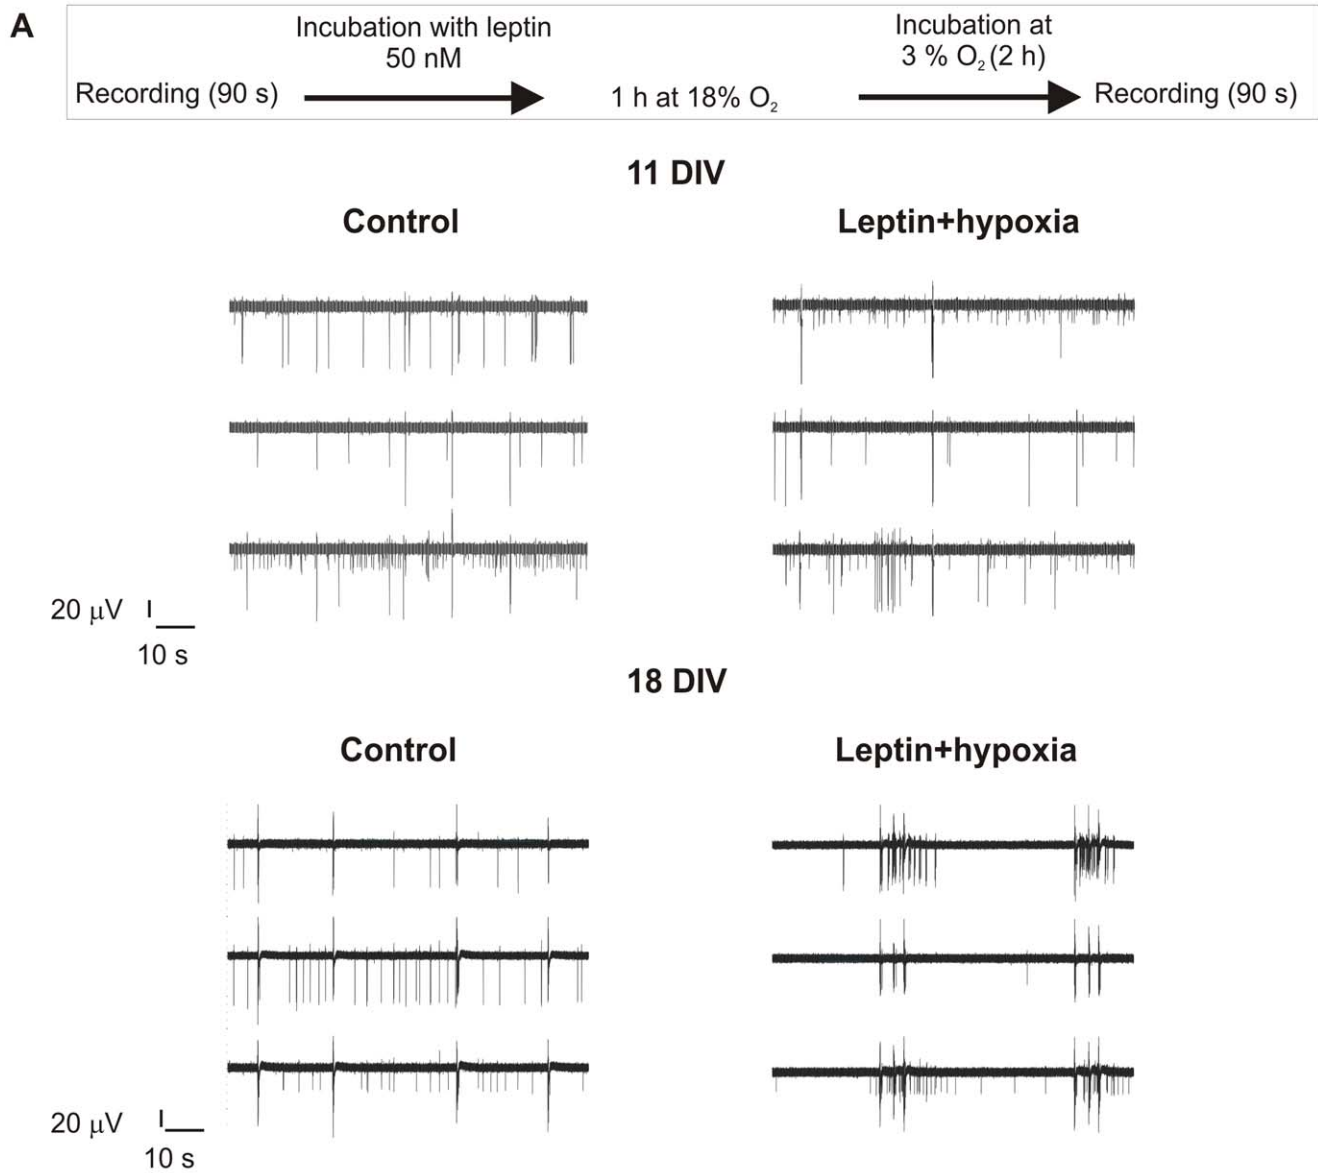 A
Incubation with leptin
50 nM
Incubation at
3 % O₂ (2 h)
Recording (90 s)
1 h at 18% O₂
Recording (90 s)
11 DIV
Control
Leptin+hypoxia
20 μV
10 s
18 DIV
Control
Leptin+hypoxia
20 μV
10 s